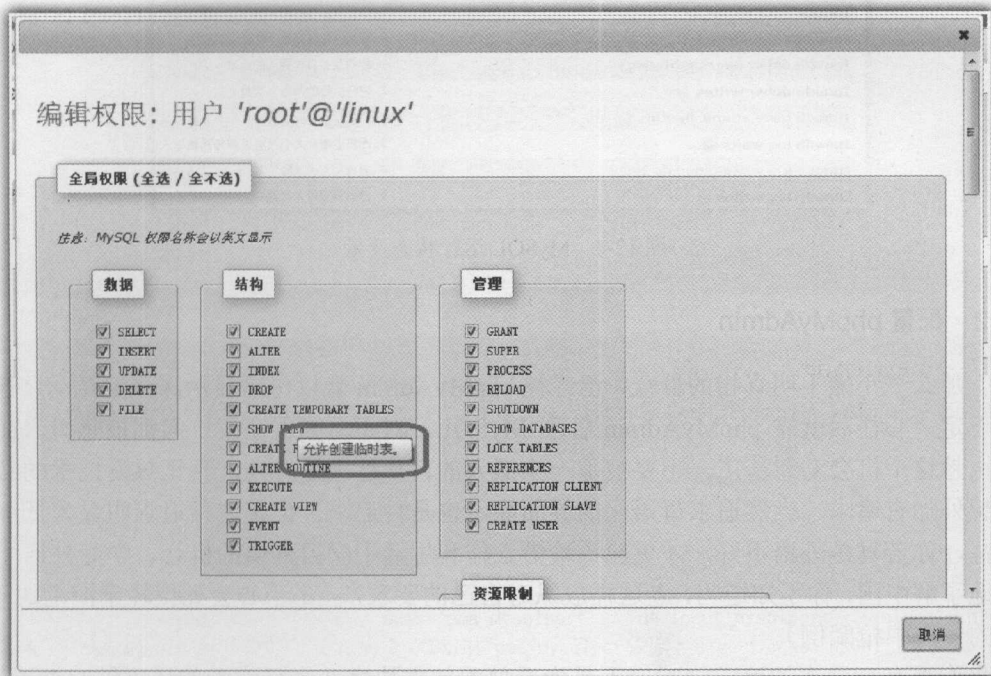 编辑权限: 用户 'root'@'linux'
全局权限 (全选 / 全不选)
注意: MySQL 权限名称会以英文显示
数据
SELECT
INSERT
UPDATE
DELETE
FILE
结构
CREATE
ALTER
INDEX
DROP
CREATE TEMPORARY TABLES
SHOW VIEW
CREATE R
允许创建临时表。
ALTER ROUTINE
EXECUTE
CREATE VIEW
EVENT
TRIGGER
管理
GRANT
SUPER
PROCESS
RELOAD
SHUTDOWN
SHOW DATABASES
LOCK TABLES
REFERENCES
REPLICATION CLIENT
REPLICATION SLAVE
CREATE USER
资源限制
取消